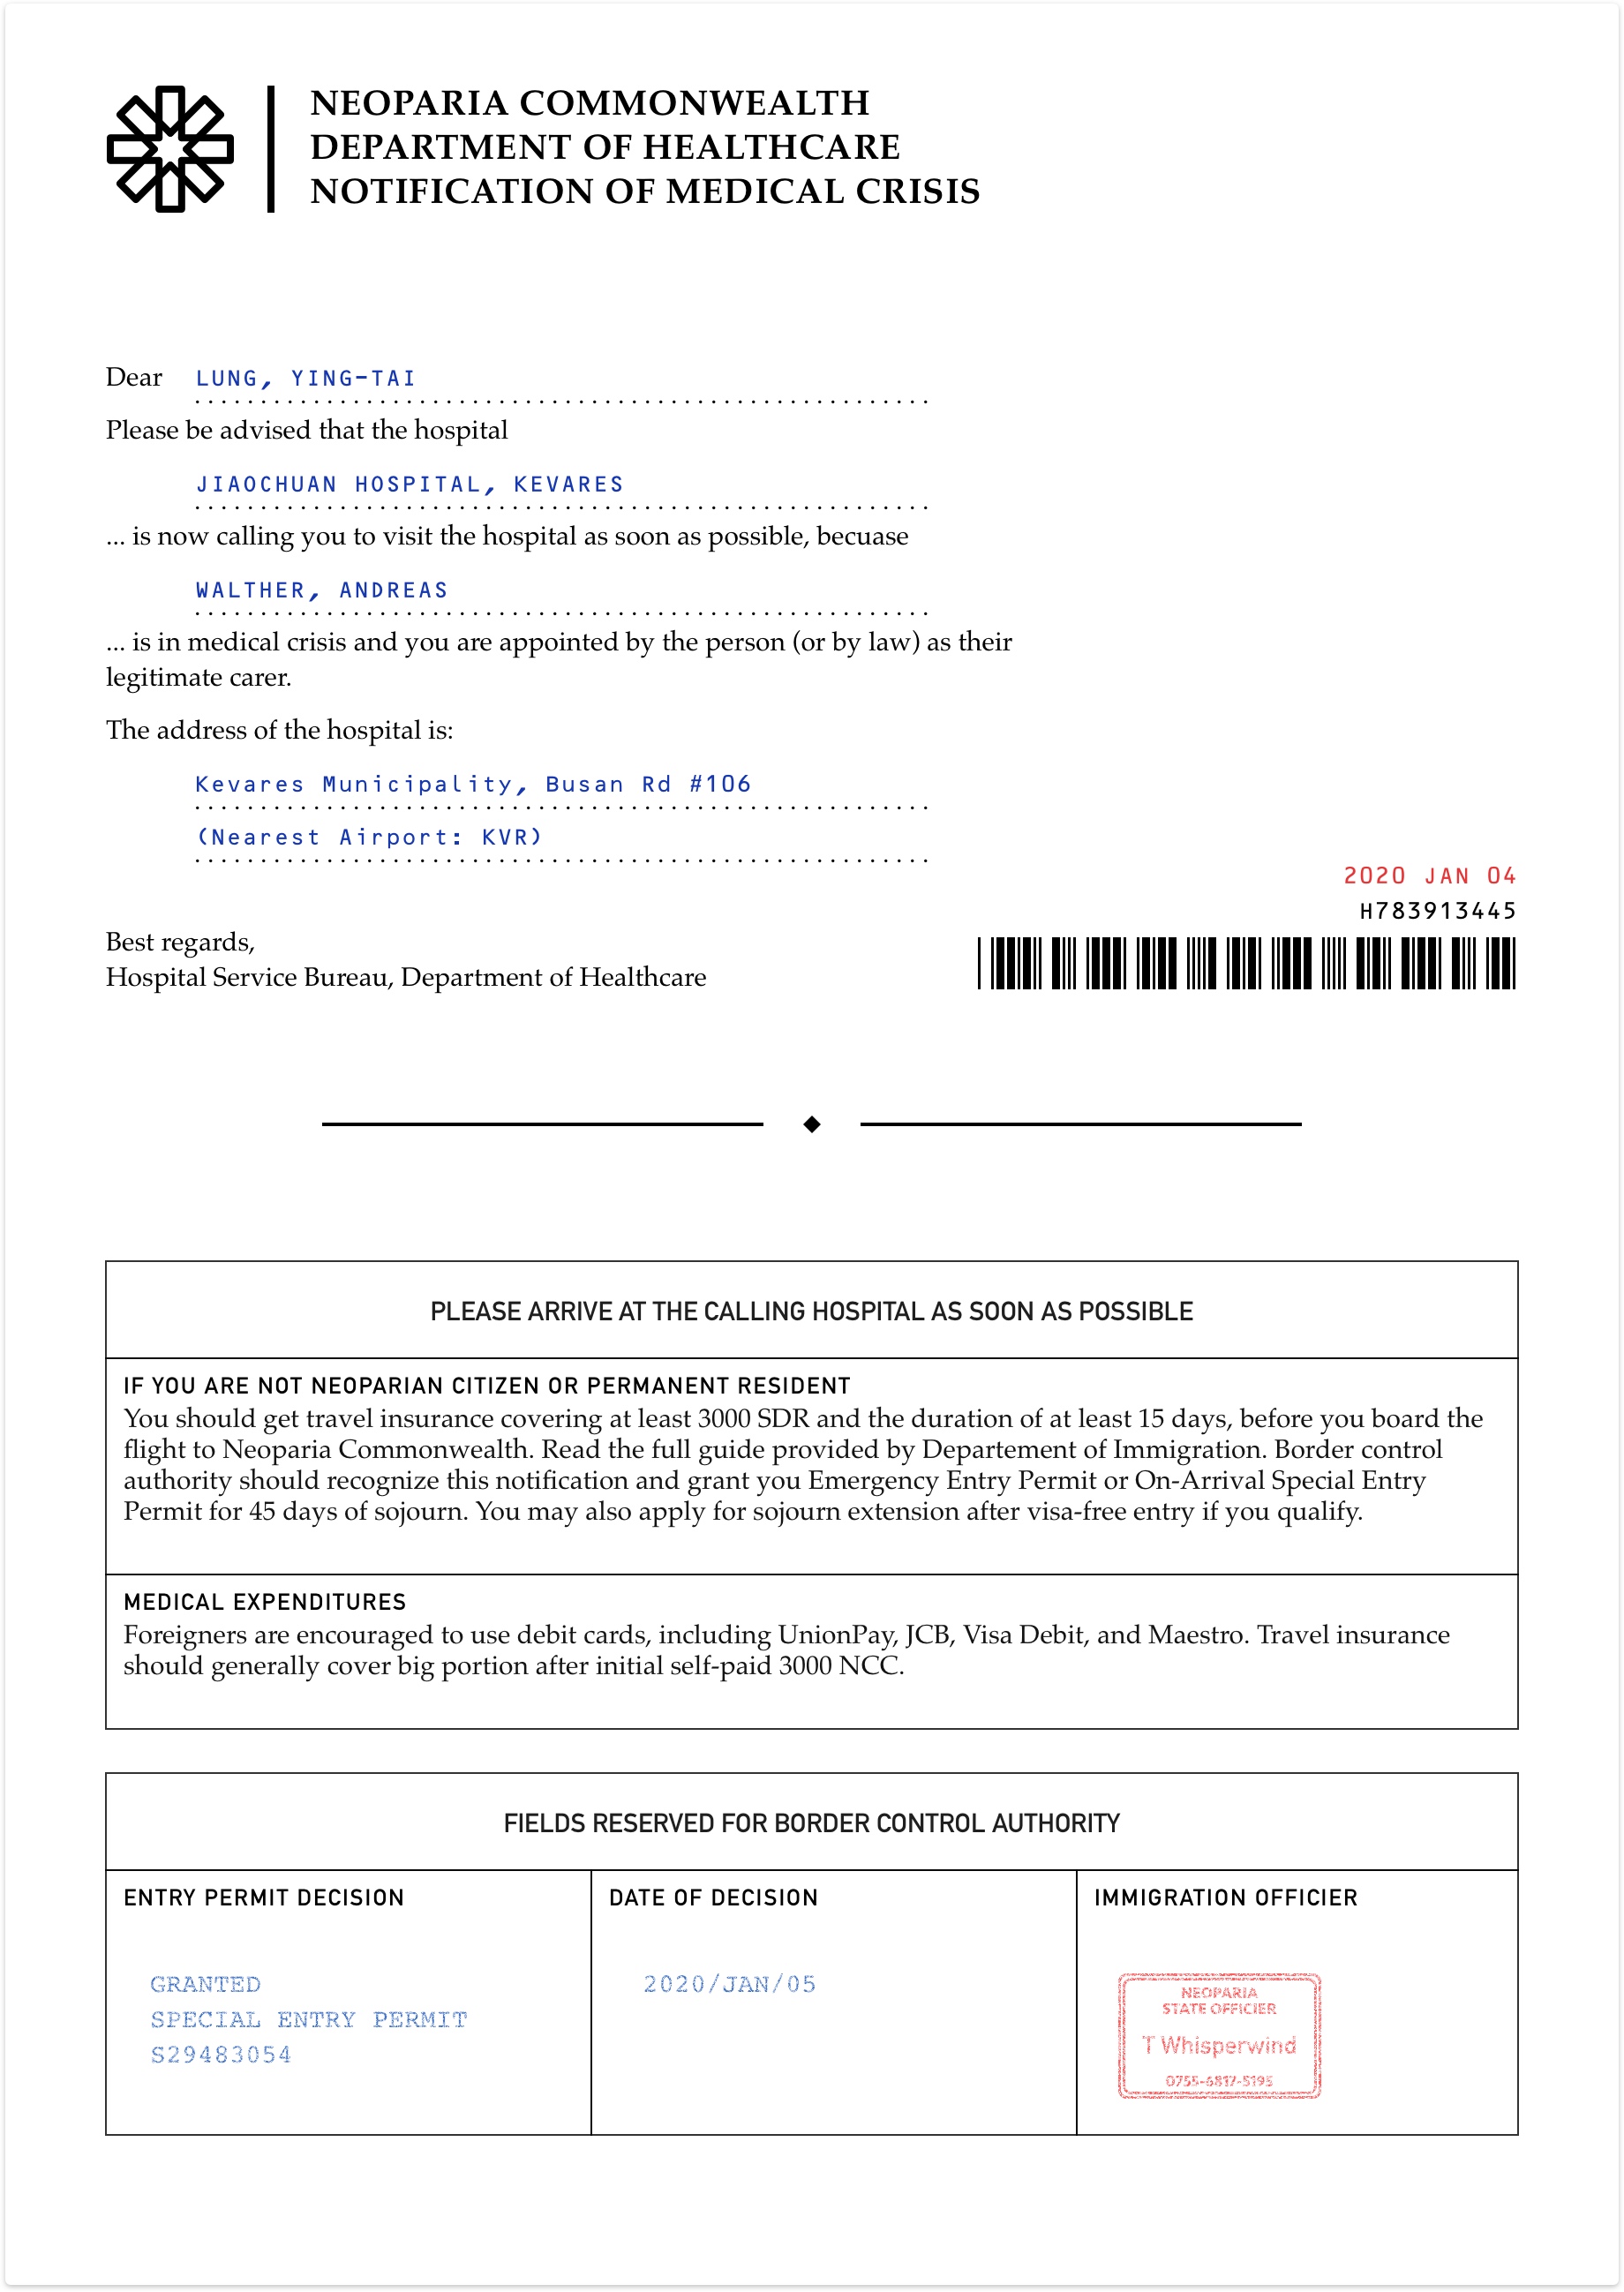 NEOPARIA COMMONWEALTH
DEPARTMENT OF HEALTHCARE
NOTIFICATION OF MEDICAL CRISIS
Dear LUNG, YING-TAI
Please be advised that the hospital
JIAOCHUAN HOSPITAL, KEVARES
... is now calling you to visit the hospital as soon as possible, becuase
WALTHER, ANDREAS
... is in medical crisis and you are appointed by the person (or by law) as their
legitimate carer.
The address of the hospital is:
Kevares Municipality, Busan Rd #106
(Nearest Airport: KVR)
2020 JAN 04
H783913445
Best regards,
Hospital Service Bureau, Department of Healthcare
PLEASE ARRIVE AT THE CALLING HOSPITAL AS SOON AS POSSIBLE
IF YOU ARE NOT NEOPARIAN CITIZEN OR PERMANENT RESIDENT
You should get travel insurance covering at least 3000 SDR and the duration of at least 15 days, before you board the
flight to Neoparia Commonwealth. Read the full guide provided by Departement of Immigration. Border control
authority should recognize this notification and grant you Emergency Entry Permit or On-Arrival Special Entry
Permit for 45 days of sojourn. You may also apply for sojourn extension after visa-free entry if you qualify.
MEDICAL EXPENDITURES
Foreigners are encouraged to use debit cards, including UnionPay, JCB, Visa Debit, and Maestro. Travel insurance
should generally cover big portion after initial self-paid 3000 NCC.
FIELDS RESERVED FOR BORDER CONTROL AUTHORITY
ENTRY PERMIT DECISION
GRANTED
SPECIAL ENTRY PERMIT
S29483054
DATE OF DECISION
2020/JAN/05
IMMIGRATION OFFICIER
NEOPARIA
STATE OFFICIER
T Whisperwind
0755-6817-5195